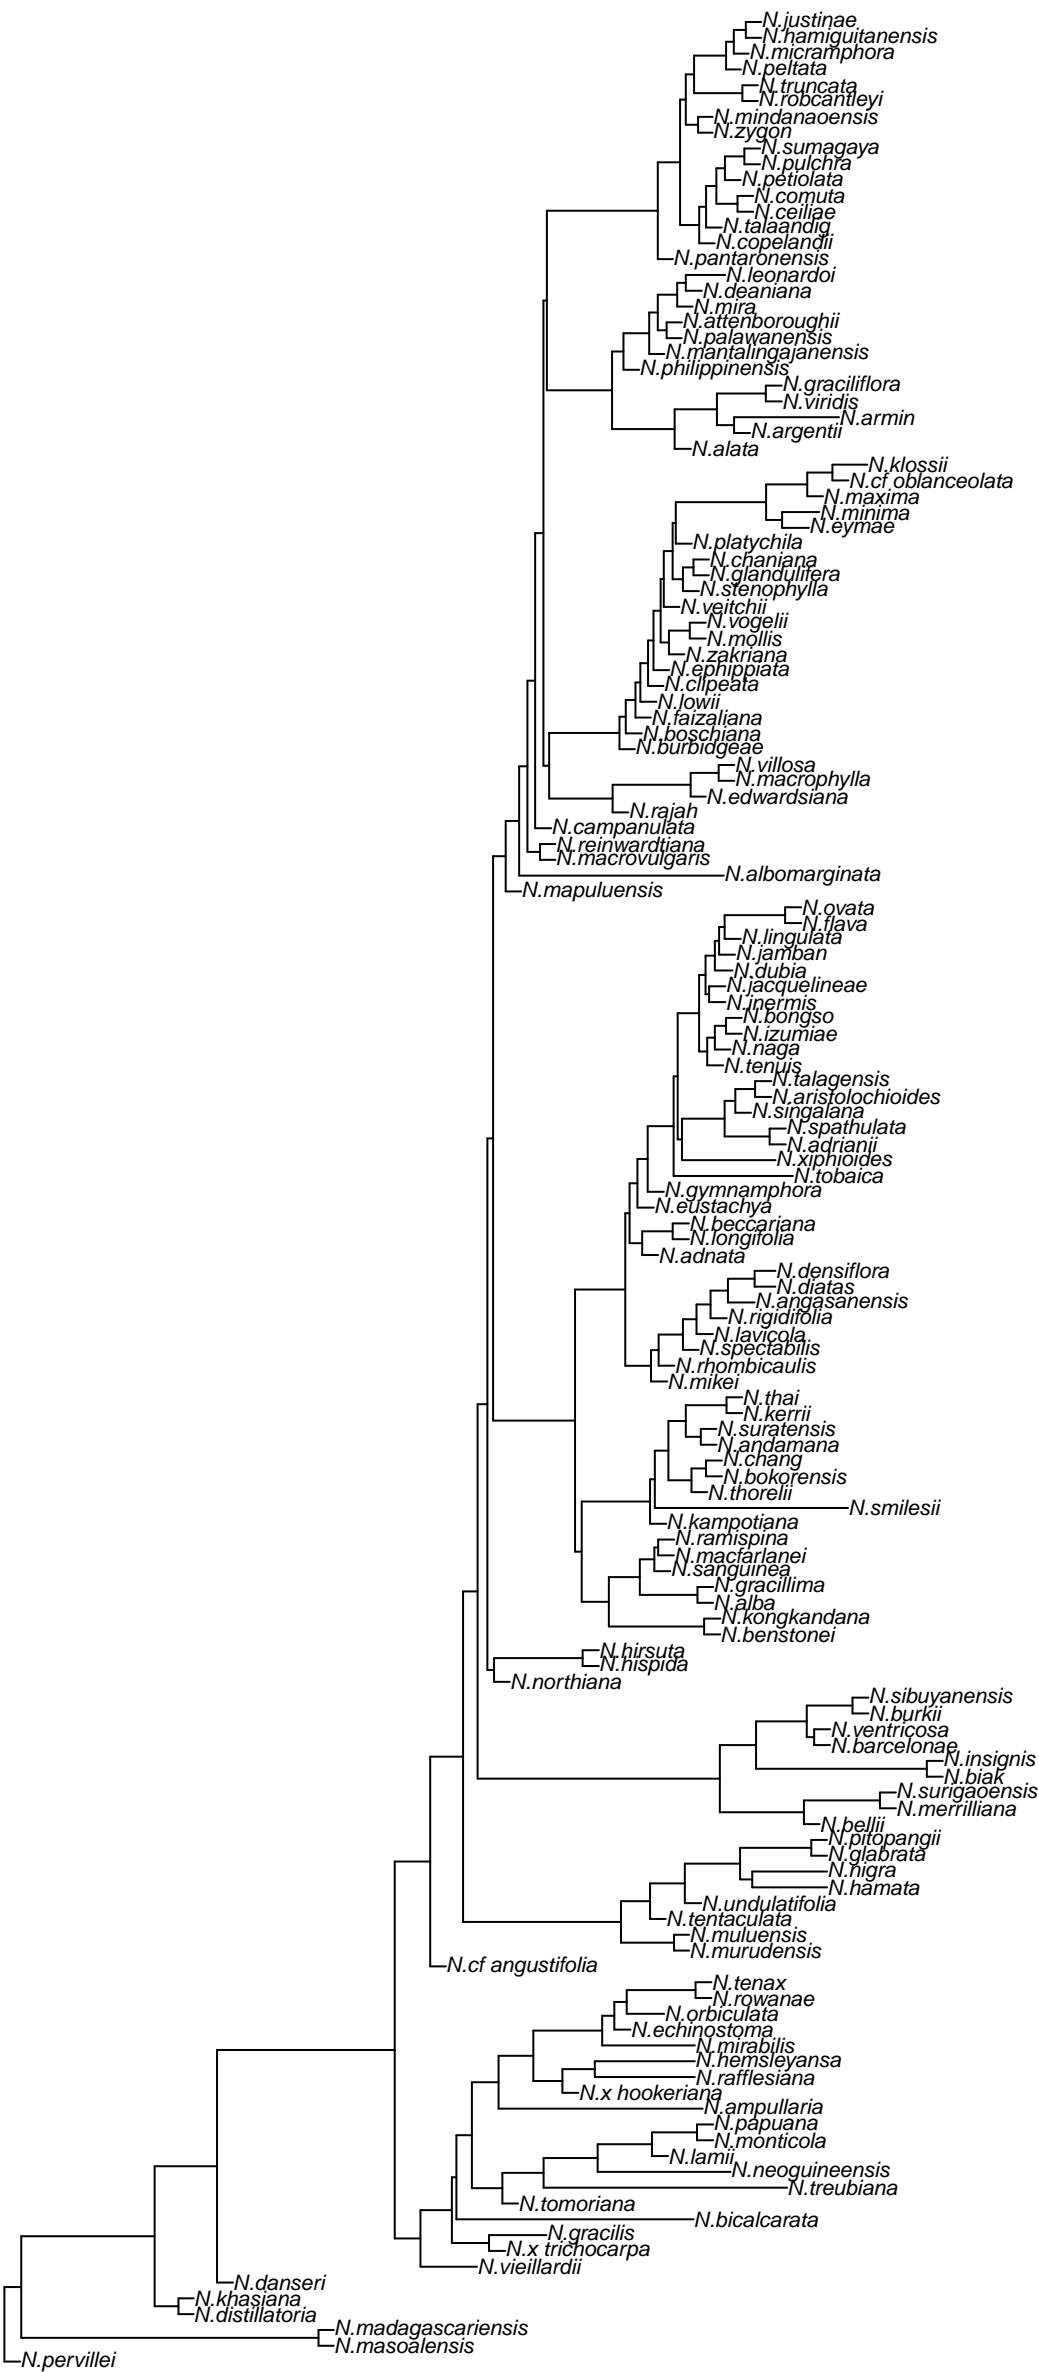 N.justinae
N.hamiguitanensis
N.micramphora
N.peltata
N.truncata
N.robcantleyi
N.mindanaoensis
N.zygon
N.sumagaya
N.pulchra
N.petiolata
N.comuta
N.ceiliae
N.talaandig
N.copelandii
N.pantaronensis
N.leonardoi
N.deaniana
N.mira
N.attenboroughii
N.palawanensis
N.mantalingajanensis
N.philippinensis
N.graciliflora
N.viridis
N.armin
N.argentii
N.alata
N.klossii
N.cf oblanceolata
N.maxima
N.minima
N.eymae
N.platychila
N.chaniana
N.glandulifera
N.stenophylla
N.veitchii
N.vogelii
N.mollis
N.zakriana
N.ephippiata
N.clipeata
N.lowii
N.faizaliana
N.boschiana
N.burbidgeae
N.villosa
N.macrophylla
N.edwardsiana
N.rajah
N.campanulata
N.reinwardtiana
N.macrovulgaris
N.albomarginata
N.mapuluensis
N.ovata
N.flava
N.lingulata
N.jamban
N.dubia
N.jacquelineae
N.inermis
N.bongso
N.izumiae
N.naga
N.tenuis
N.talagensis
N.aristolochioides
N.singalana
N.spathulata
N.adrianii
N.xiphioides
N.tobaica
N.gymnamphora
N.eustachya
N.beccariana
N.longifolia
N.adnata
N.densiflora
N.diatas
N.angasanensis
N.rigidifolia
N.lavicola
N.spectabilis
N.rhombicaulis
N.mikei
N.thai
N.kerrii
N.suratensis
N.andamana
N.chang
N.bokorensis
N.thorelii
N.smilesii
N.kampotiana
N.ramispina
N.macfarlanei
N.sanguinea
N.gracillima
N.alba
N.kongkandana
N.benstonei
N.hirsuta
N.hispida
N.northiana
N.sibuyanensis
N.burkii
N.ventricosa
N.barcelonae
N.insignis
N.biak
N.surigaoensis
N.merrilliana
N.bellii
N.pitopangii
N.glabrata
N.nigra
N.hamata
N.undulatifolia
N.tentaculata
N.muluensis
N.murudensis
N.cf angustifolia
N.tenax
N.rowanae
N.orbiculata
N.echinostoma
N.mirabilis
N.hemsleyansa
N.rafflesiana
N.x hookeriana
N.ampullaria
N.papuana
N.monticola
N.lamii
N.neoguineensis
N.treubiana
N.tomoriana
N.bicalcarata
N.gracilis
N.x trichocarpa
N.vieillardii
N.danseri
N.khasiana
N.distillatoria
N.madagascariensis
N.masoalensis
N.pervillei